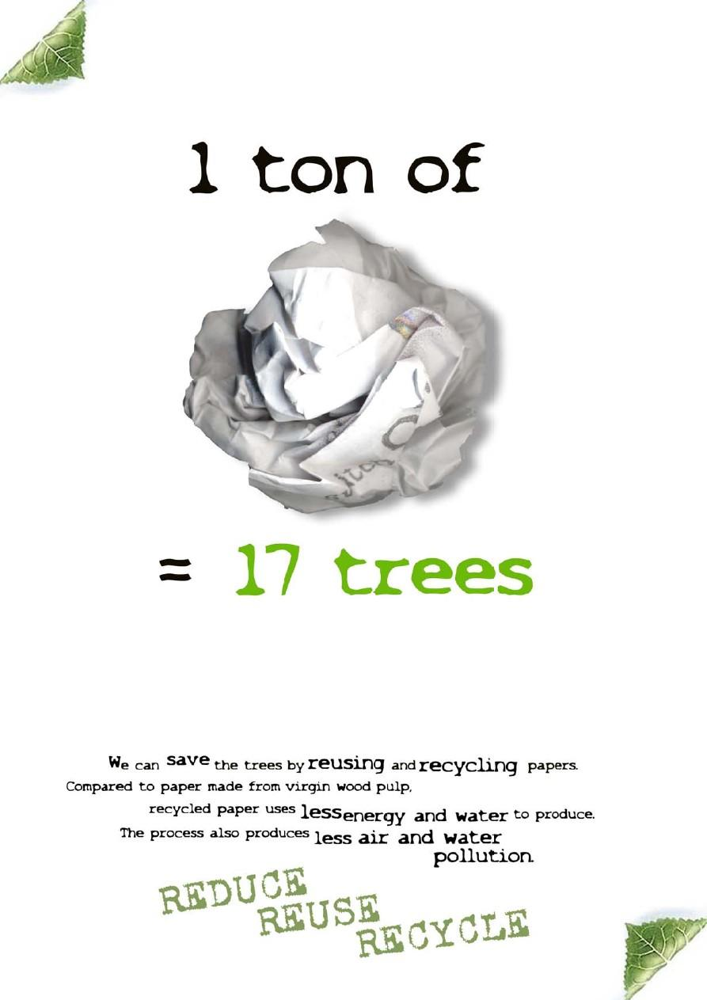 1 ton of
= 17 trees
We can save the trees by reusing and recycling papers.
Compared to paper made from virgin wood pulp,
recycled paper uses less energy and water to produce.
The process also produces less air and water
pollution.
REDUCE
REUSE
RECYCLE